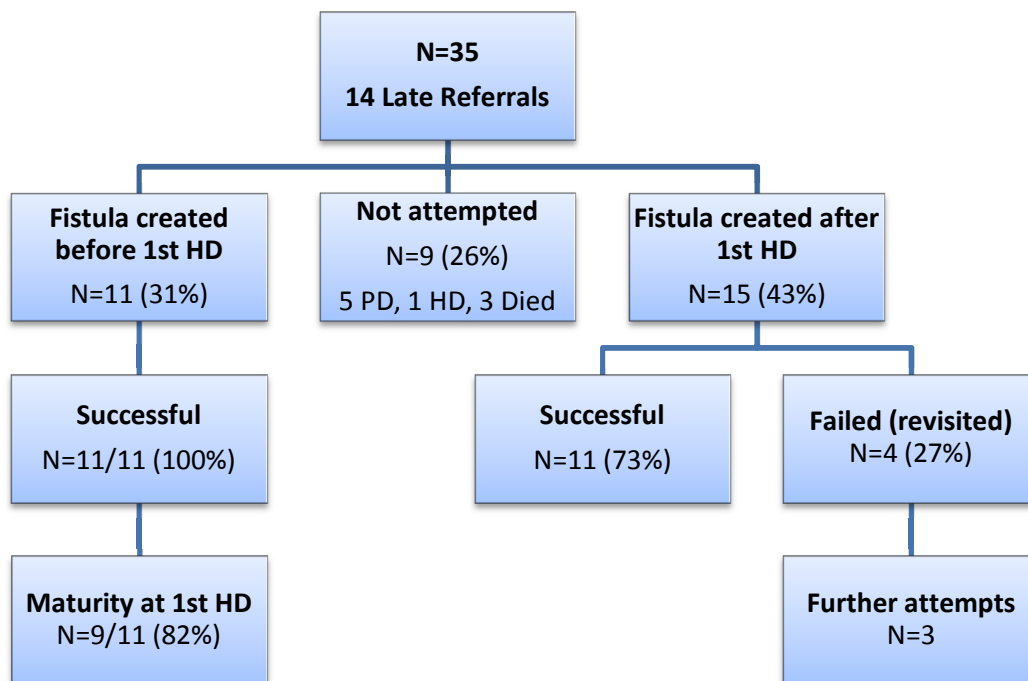 N=35
14 Late Referrals
Fistula created
before 1st HD
N=11 (31%)
Not attempted
N=9 (26%)
5 PD, 1 HD, 3 Died
Fistula created after
1st HD
N=15 (43%)
Successful
N=11/11 (100%)
Successful
N=11 (73%)
Failed (revisited)
N=4 (27%)
Maturity at 1st HD
N=9/11 (82%)
Further attempts
N=3